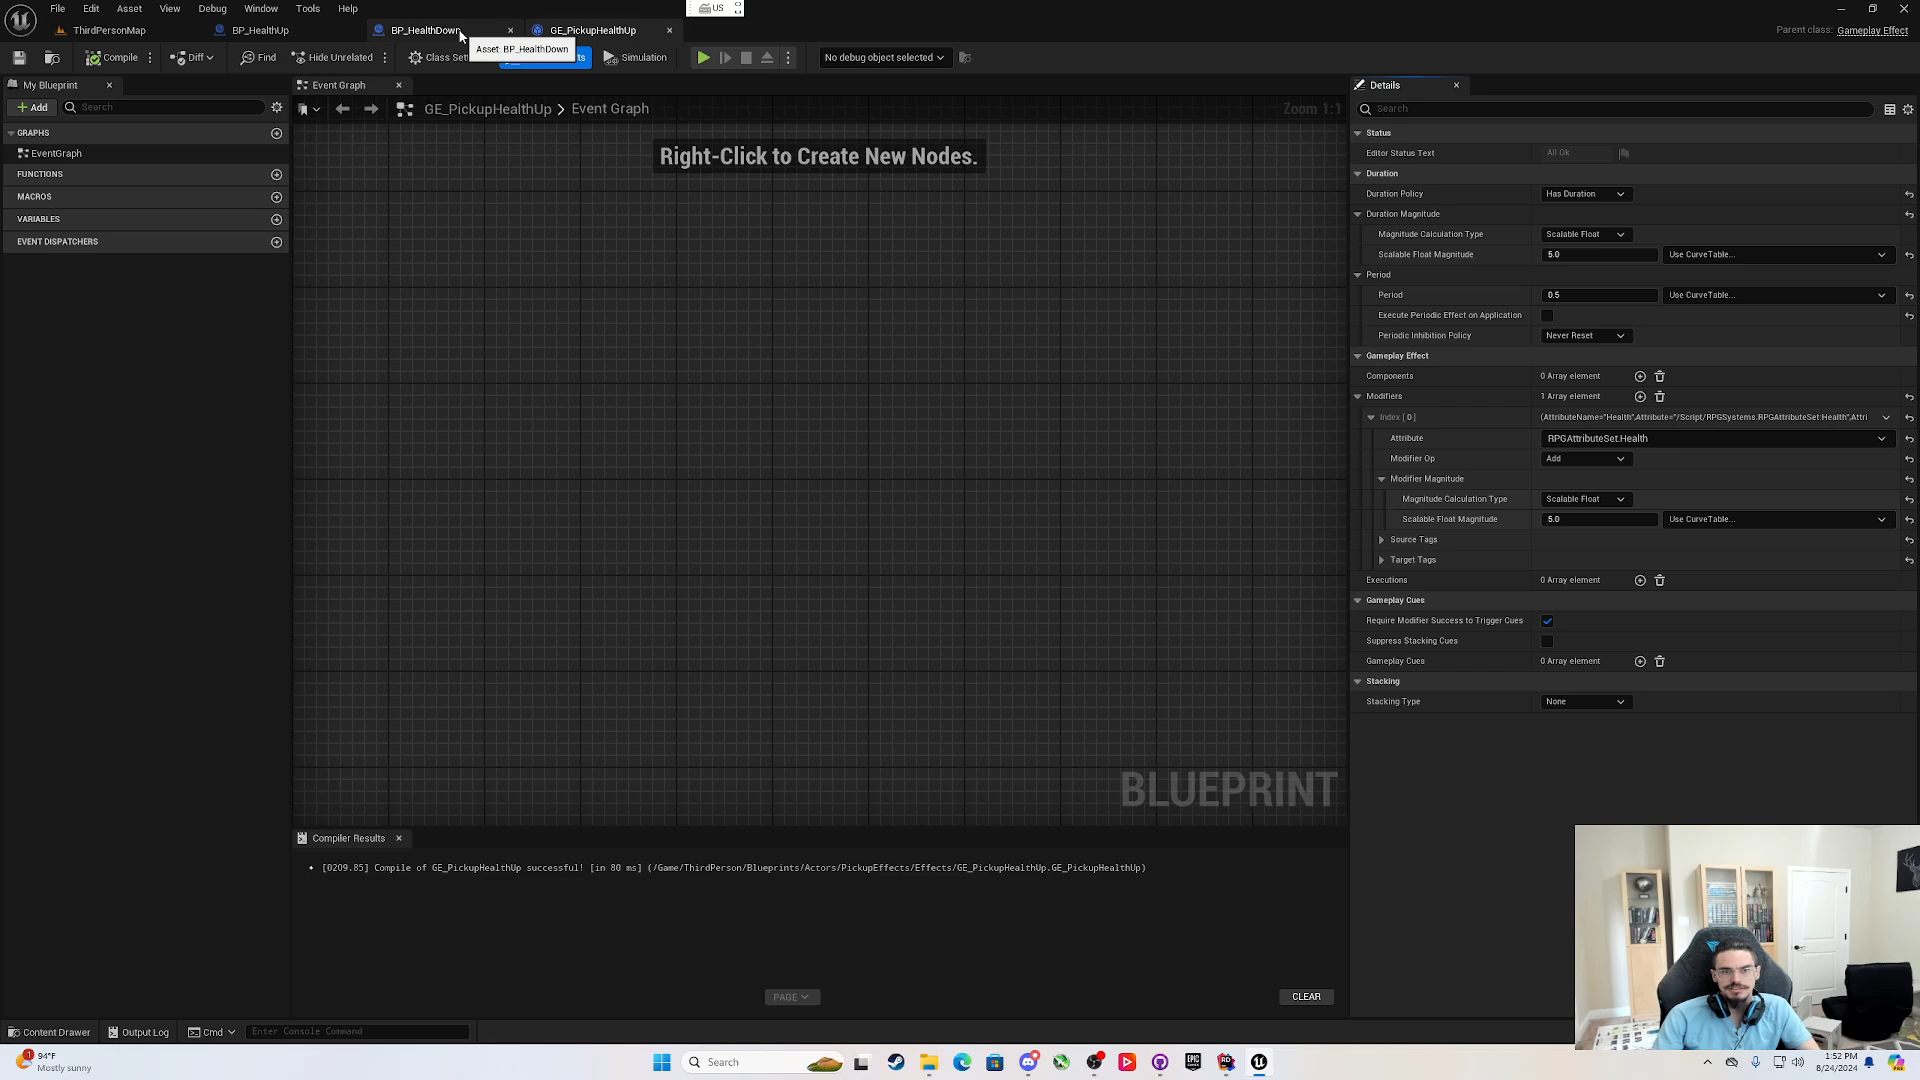 File Edit Asset View Debug Window Tools Help
US
ThirdPersonMap BP_HealthUp BP_HealthDown GE_PickupHealthUp
Parent class: Gameplay Effect
Asset: BP_HealthDown
Compile Diff Find Hide Unrelated Class Set Simulation No debug object selected
My Blueprint
Add Search
GRAPHS
EventGraph
FUNCTIONS
MACROS
VARIABLES
EVENT DISPATCHERS
Event Graph
GE_PickupHealthUp > Event Graph
Zoom 1:1
Right-Click to Create New Nodes.
BLUEPRINT
Compiler Results
• [0209.85] Compile of GE_PickupHealthUp successful! [in 80 ms] (/Game/ThirdPerson/Blueprints/Actors/PickupEffects/Effects/GE_PickupHealthUp.GE_PickupHealthUp)
PAGE
CLEAR
Details
Search
Status
Editor Status Text All Ok
Duration
Duration Policy Has Duration
Duration Magnitude
Magnitude Calculation Type Scalable Float
Scalable Float Magnitude 5.0 Use CurveTable...
Period
Period 0.5 Use CurveTable...
Execute Periodic Effect on Application
Periodic Inhibition Policy Never Reset
Gameplay Effect
Components 0 Array element
Modifiers 1 Array element
Index [ 0 ] (AttributeName="Health",Attribute="/Script/RPGSystems.RPGAttributeSet:Health",Attri
Attribute RPGAttributeSet.Health
Modifier Op Add
Modifier Magnitude
Magnitude Calculation Type Scalable Float
Scalable Float Magnitude 5.0 Use CurveTable...
Source Tags
Target Tags
Executions 0 Array element
Gameplay Cues
Require Modifier Success to Trigger Cues
Suppress Stacking Cues
Gameplay Cues 0 Array element
Stacking
Stacking Type None
Content Drawer Output Log Cmd Enter Console Command
1 94°F
Mostly sunny
Search
1:52 PM
8/24/2024